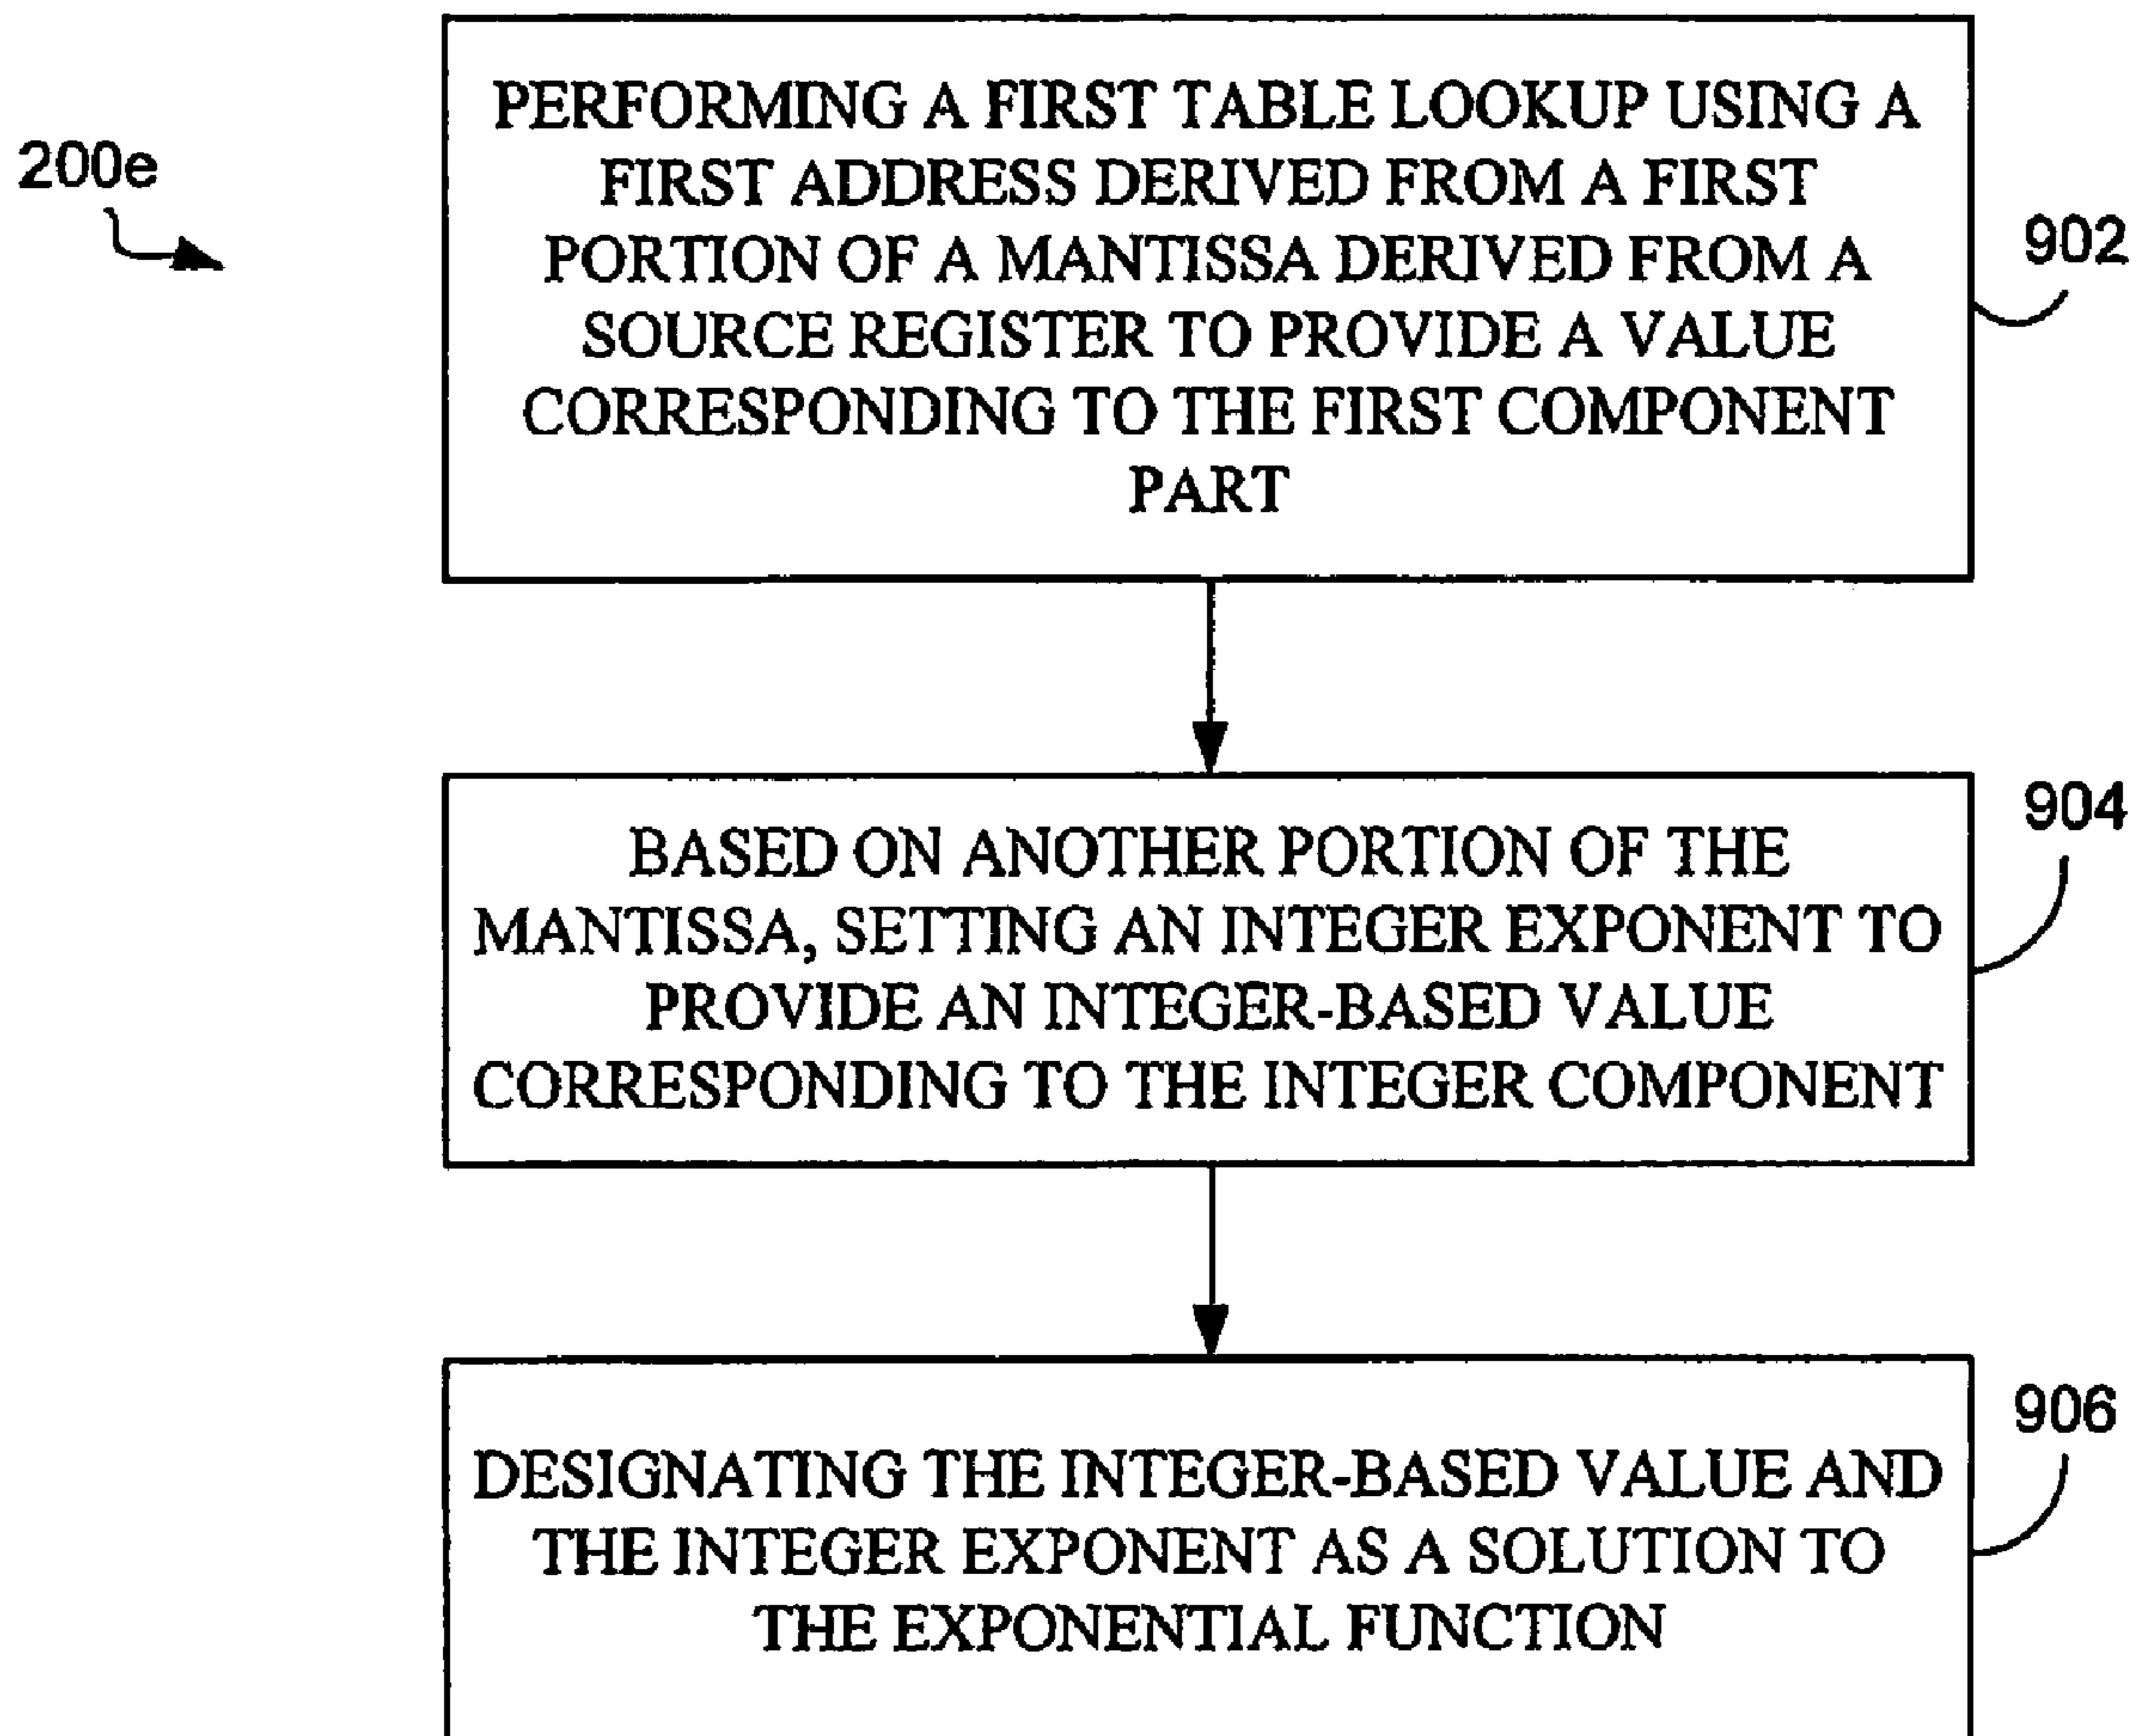 200e
PERFORMING A FIRST TABLE LOOKUP USING A
FIRST ADDRESS DERIVED FROM A FIRST
PORTION OF A MANTISSA DERIVED FROM A
SOURCE REGISTER TO PROVIDE A VALUE
CORRESPONDING TO THE FIRST COMPONENT
PART
902
BASED ON ANOTHER PORTION OF THE
MANTISSA, SETTING AN INTEGER EXPONENT TO
PROVIDE AN INTEGER-BASED VALUE
CORRESPONDING TO THE INTEGER COMPONENT
904
DESIGNATING THE INTEGER-BASED VALUE AND
THE INTEGER EXPONENT AS A SOLUTION TO
THE EXPONENTIAL FUNCTION
906